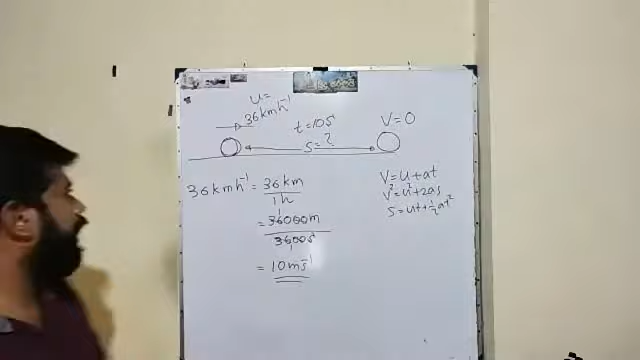 u=
36kmh⁻¹
t=10s
V=0
S=?
36kmh⁻¹ = 36km
1h
= 36000m
3600s
1
= 10ms⁻¹
V=u+at
V²=u²+2as
S=ut+½at²